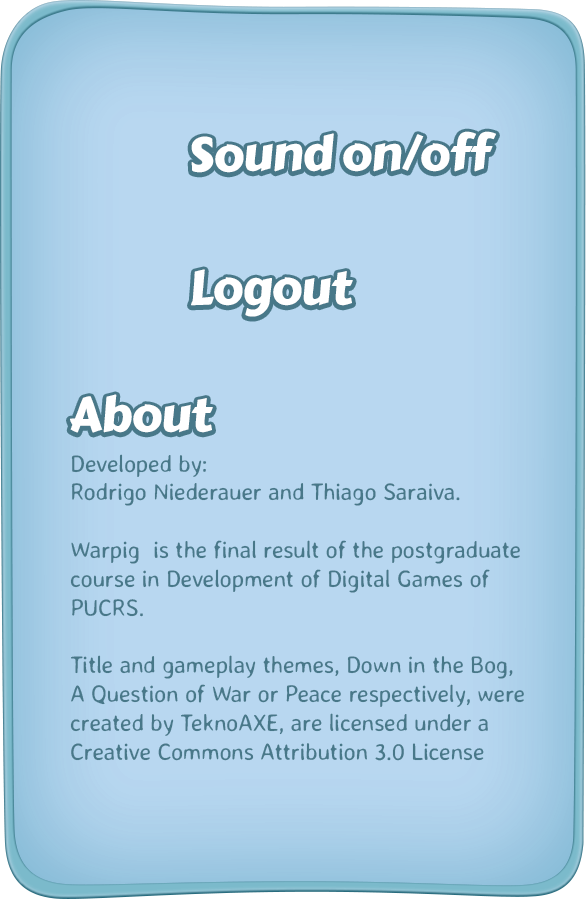 Sound on/off
Logout
About
Developed by:
Rodrigo Niederauer and Thiago Saraiva.
Warpig  is the final result of the postgraduate
course in Development of Digital Games of
PUCRS.
Title and gameplay themes, Down in the Bog,
A Question of War or Peace respectively, were
created by TeknoAXE, are licensed under a
Creative Commons Attribution 3.0 License